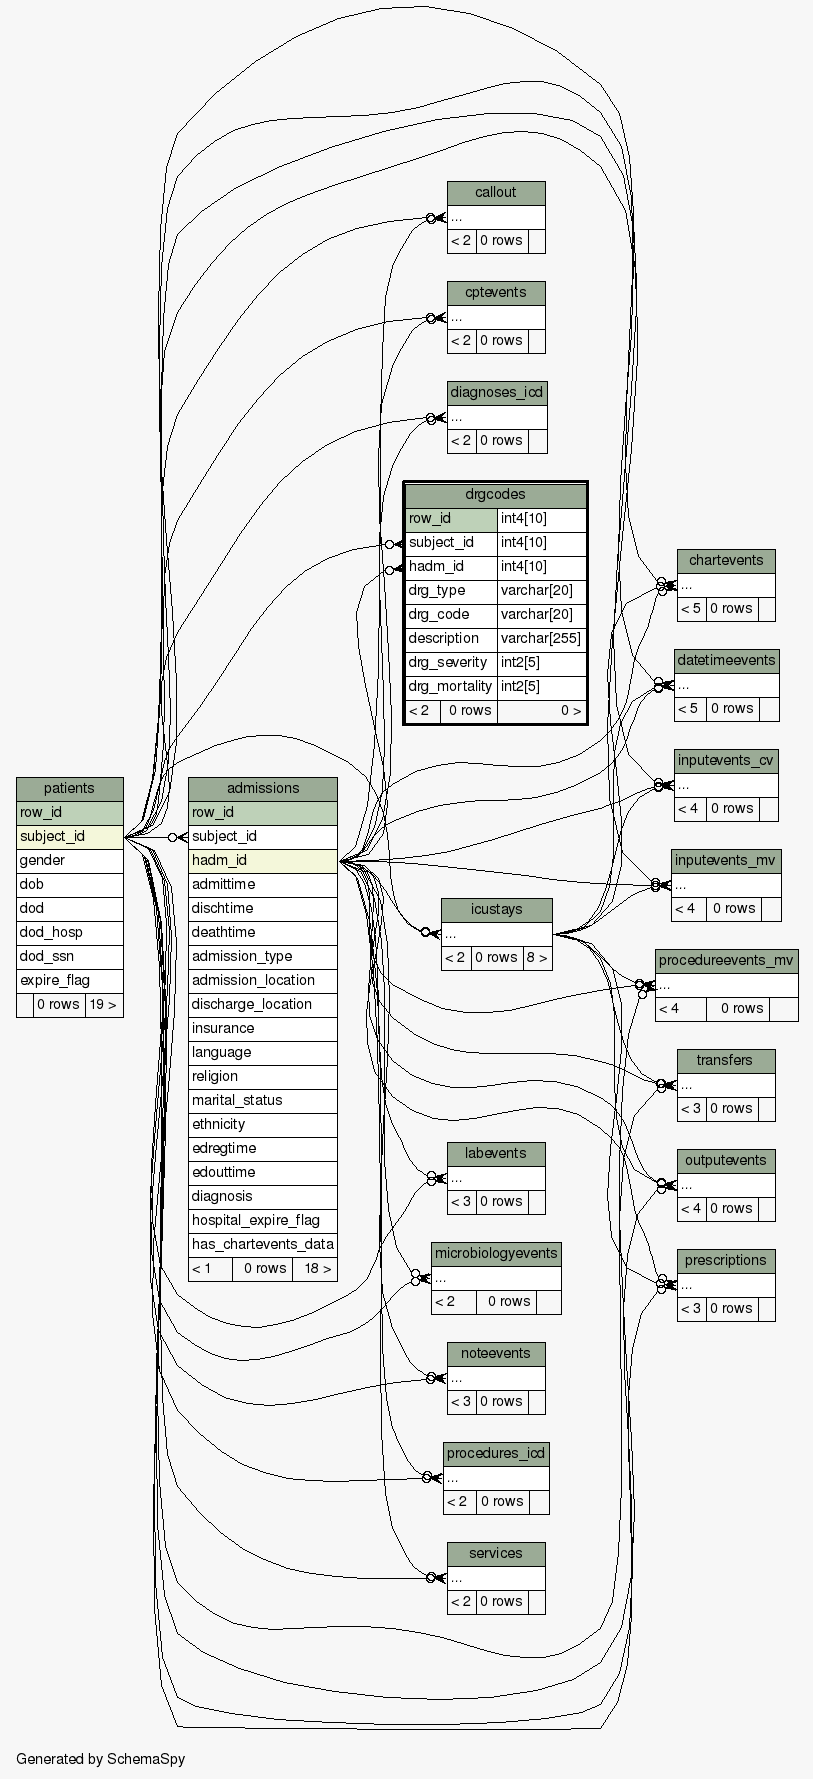 callout
...
< 2 0 rows
cptevents
...
< 2 0 rows
diagnoses_icd
...
< 2 0 rows
drgcodes
row_id int4[10]
subject_id int4[10]
hadm_id int4[10]
drg_type varchar[20]
drg_code varchar[20]
description varchar[255]
drg_severity int2[5]
drg_mortality int2[5]
< 2 0 rows 0 >
chartevents
...
< 5 0 rows
datetimeevents
...
< 5 0 rows
inputevents_cv
...
< 4 0 rows
inputevents_mv
...
< 4 0 rows
patients
row_id
subject_id
gender
dob
dod
dod_hosp
dod_ssn
expire_flag
0 rows 19 >
admissions
row_id
subject_id
hadm_id
admittime
dischtime
deathtime
admission_type
admission_location
discharge_location
insurance
language
religion
marital_status
ethnicity
edregtime
edouttime
diagnosis
hospital_expire_flag
has_chartevents_data
< 1 0 rows 18 >
icustays
...
< 2 0 rows 8 >
procedureevents_mv
...
< 4 0 rows
transfers
...
< 3 0 rows
outputevents
...
< 4 0 rows
prescriptions
...
< 3 0 rows
labevents
...
< 3 0 rows
microbiologyevents
...
< 2 0 rows
noteevents
...
< 3 0 rows
procedures_icd
...
< 2 0 rows
services
...
< 2 0 rows
Generated by SchemaSpy